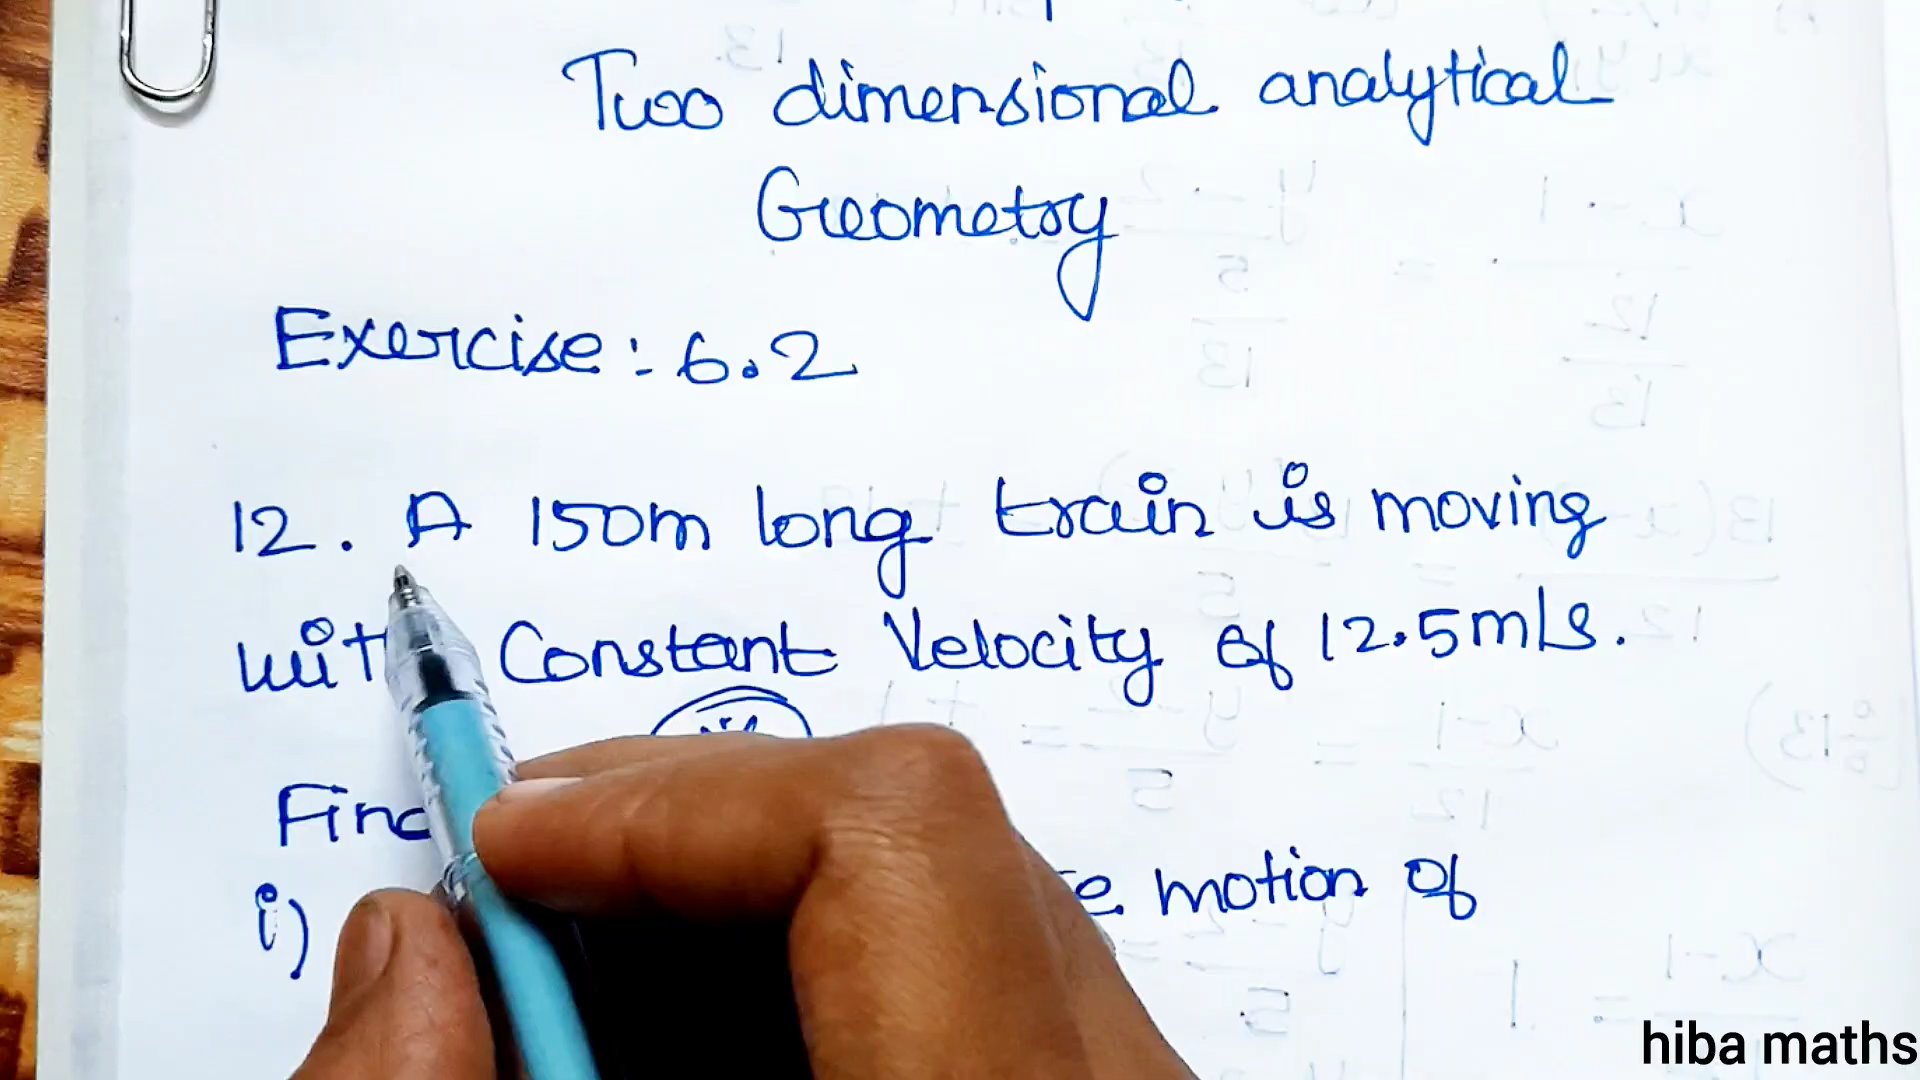 Two dimensional analytical
Geometry
Exercise :- 6.2
12. A 150m long train is moving
with Constant Velocity of 12.5m/s.
Find
i) motion of
hiba maths